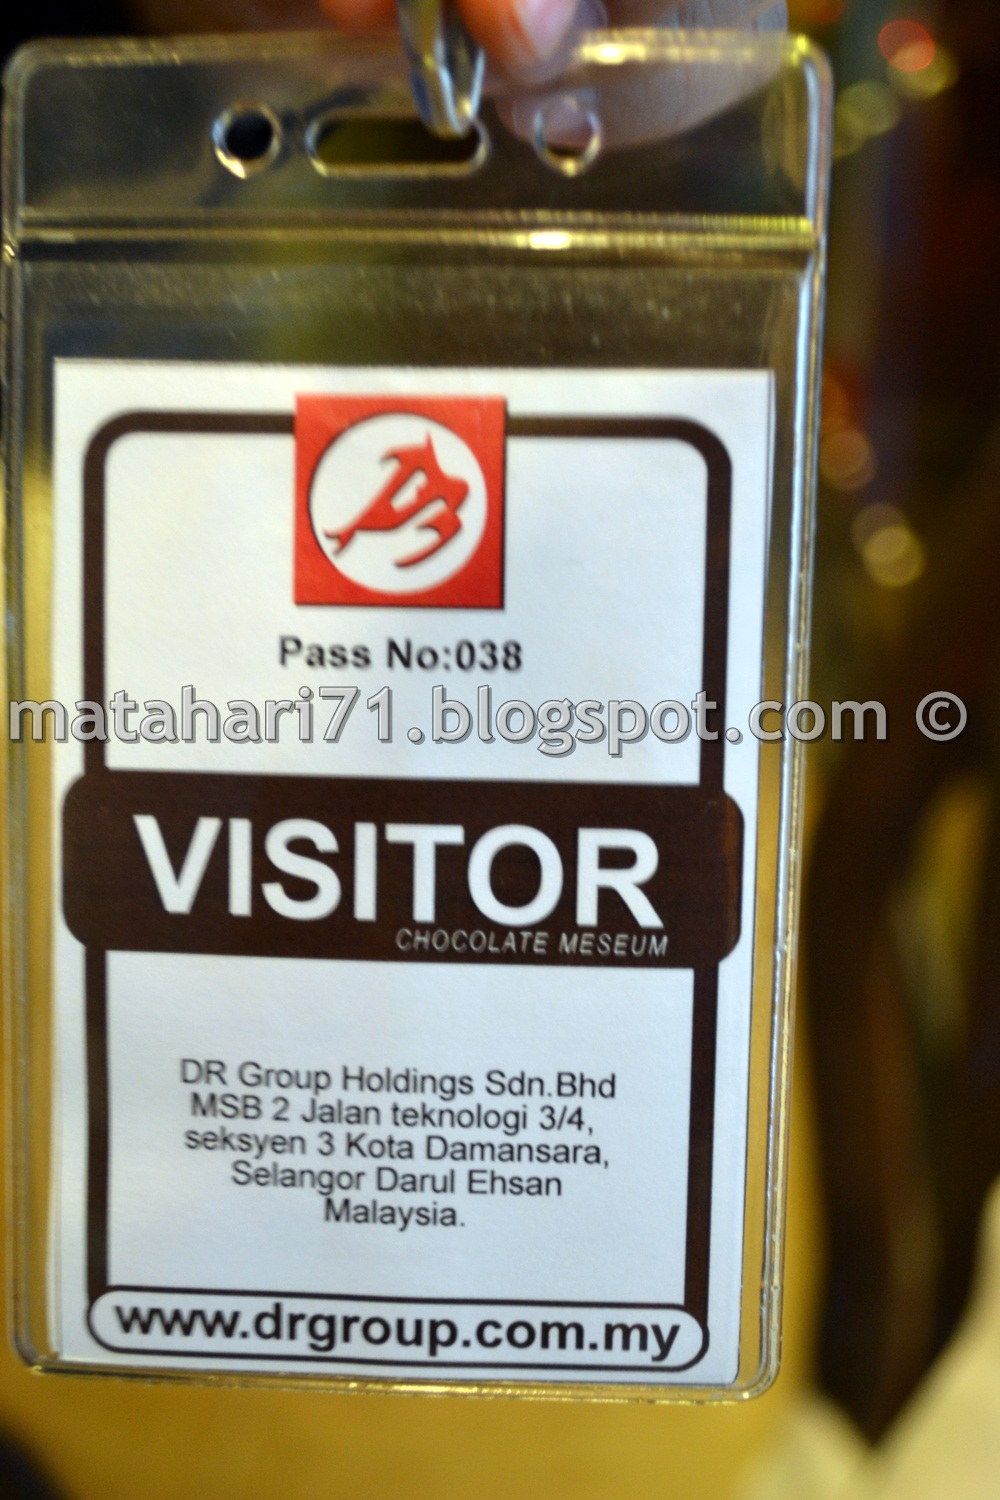 Pass No:038
matahari71.blogspot.com ©
VISITOR
CHOCOLATE MESEUM
DR Group Holdings Sdn.Bhd
MSB 2 Jalan teknologi 3/4,
seksyen 3 Kota Damansara,
Selangor Darul Ehsan
Malaysia.
www.drgroup.com.my